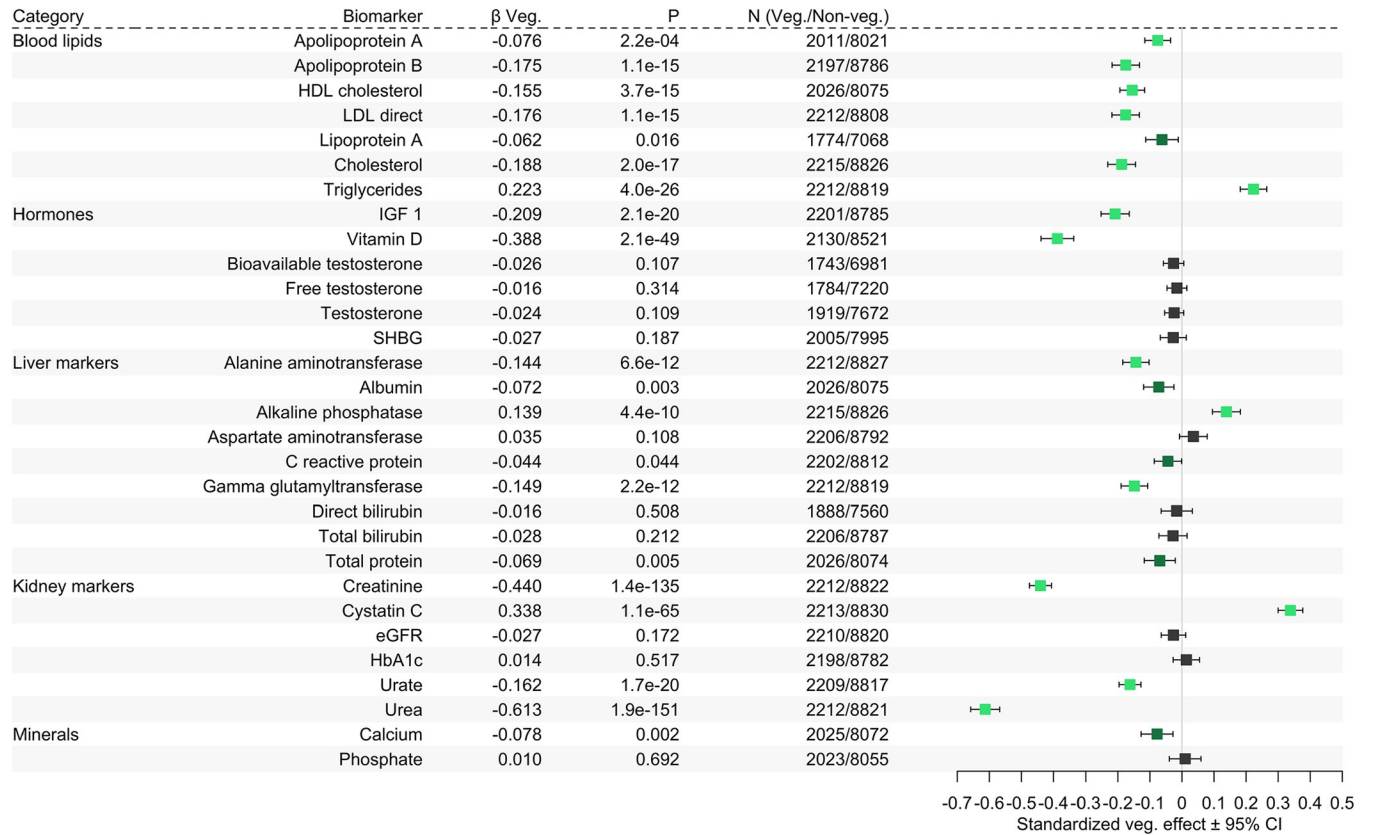 Category Biomarker β Veg. P N (Veg./Non-veg.)
Blood lipids Apolipoprotein A -0.076 2.2e-04 2011/8021
Apolipoprotein B -0.175 1.1e-15 2197/8786
HDL cholesterol -0.155 3.7e-15 2026/8075
LDL direct -0.176 1.1e-15 2212/8808
Lipoprotein A -0.062 0.016 1774/7068
Cholesterol -0.188 2.0e-17 2215/8826
Triglycerides 0.223 4.0e-26 2212/8819
Hormones IGF 1 -0.209 2.1e-20 2201/8785
Vitamin D -0.388 2.1e-49 2130/8521
Bioavailable testosterone -0.026 0.107 1743/6981
Free testosterone -0.016 0.314 1784/7220
Testosterone -0.024 0.109 1919/7672
SHBG -0.027 0.187 2005/7995
Liver markers Alanine aminotransferase -0.144 6.6e-12 2212/8827
Albumin -0.072 0.003 2026/8075
Alkaline phosphatase 0.139 4.4e-10 2215/8826
Aspartate aminotransferase 0.035 0.108 2206/8792
C reactive protein -0.044 0.044 2202/8812
Gamma glutamyltransferase -0.149 2.2e-12 2212/8819
Direct bilirubin -0.016 0.508 1888/7560
Total bilirubin -0.028 0.212 2206/8787
Total protein -0.069 0.005 2026/8074
Kidney markers Creatinine -0.440 1.4e-135 2212/8822
Cystatin C 0.338 1.1e-65 2213/8830
eGFR -0.027 0.172 2210/8820
HbA1c 0.014 0.517 2198/8782
Urate -0.162 1.7e-20 2209/8817
Urea -0.613 1.9e-151 2212/8821
Minerals Calcium -0.078 0.002 2025/8072
Phosphate 0.010 0.692 2023/8055
-0.7 -0.6 -0.5 -0.4 -0.3 -0.2 -0.1 0 0.1 0.2 0.3 0.4 0.5
Standardized veg. effect ± 95% CI